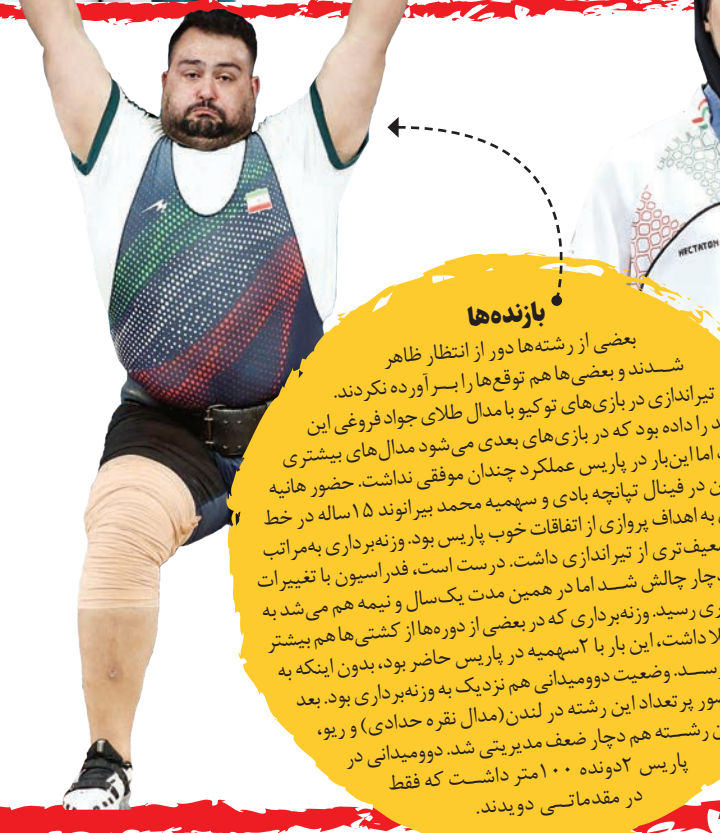 NECTATON
بازنده‌ها
بعضی از رشته‌ها دور از انتظار ظاهر
شدند و بعضی‌ها هم توقع‌ها را برآورده نکردند.
تیراندازی در بازی‌های توکیو با مدال طلای جواد فروغی این
را داده بود که در بازی‌های بعدی می‌شود مدال‌های بیشتری
اما این‌بار در پاریس عملکرد چندان موفقی نداشت. حضور هانیه
در فینال تپانچه بادی و سهمیه محمد بیرانوند ۱۵ساله در خط
به اهداف پروازی از اتفاقات خوب پاریس بود. وزنه‌برداری به‌مراتب
تری از تیراندازی داشت. درست است، فدراسیون با تغییرات
دچار چالش شد اما در همین مدت یک‌سال و نیمه هم می‌شد به
رسید. وزنه‌برداری که در بعضی از دوره‌ها از کشتی‌ها هم بیشتر
داشت، این بار با ۲سهمیه در پاریس حاضر بود، بدون اینکه به
وضعیت دوومیدانی هم نزدیک به وزنه‌برداری بود. بعد
پرتعداد این رشته در لندن(مدال نقره حدادی) و ریو،
رشته هم دچار ضعف مدیریتی شد. دوومیدانی در
پاریس ۲دونده ۱۰۰متر داشت که فقط
در مقدماتی دویدند.